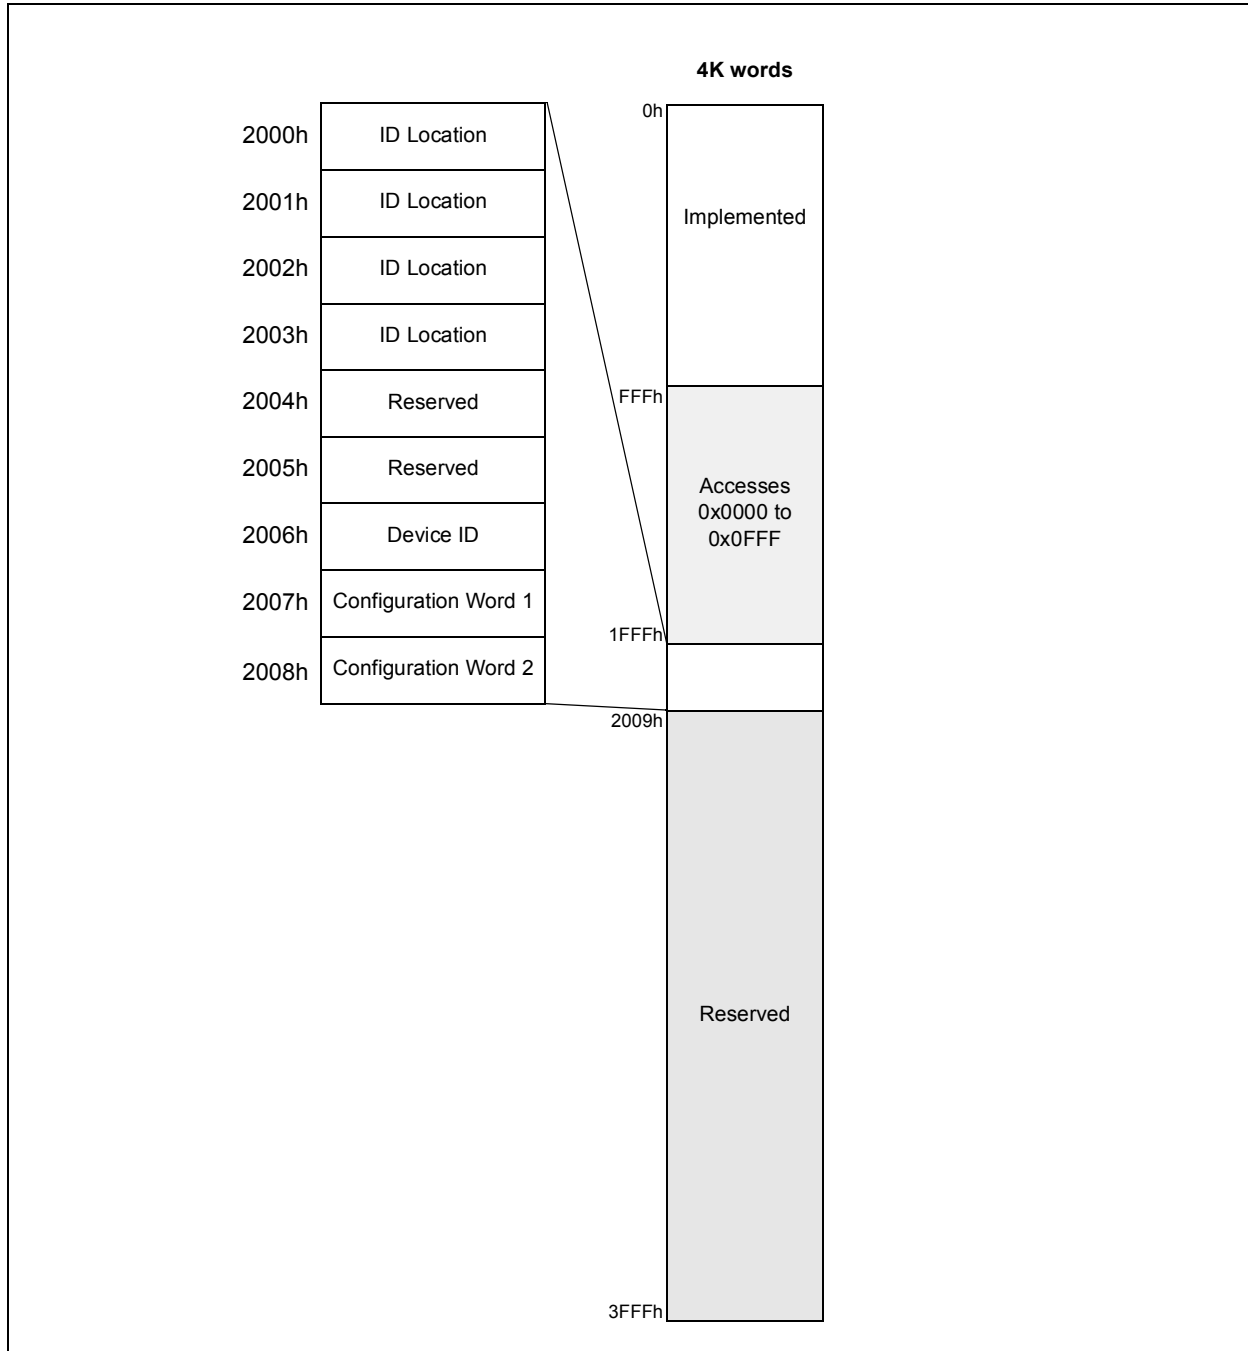 4K words
2000h
ID Location
2001h
ID Location
2002h
ID Location
2003h
ID Location
2004h
Reserved
2005h
Reserved
2006h
Device ID
2007h
Configuration Word 1
2008h
Configuration Word 2
0h
Implemented
FFFh
Accesses
0x0000 to
0x0FFF
1FFFh
2009h
Reserved
3FFFh